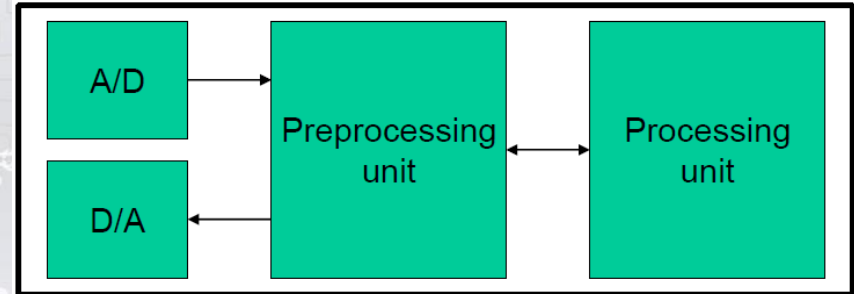 A/D
Preprocessing
unit
Processing
unit
D/A